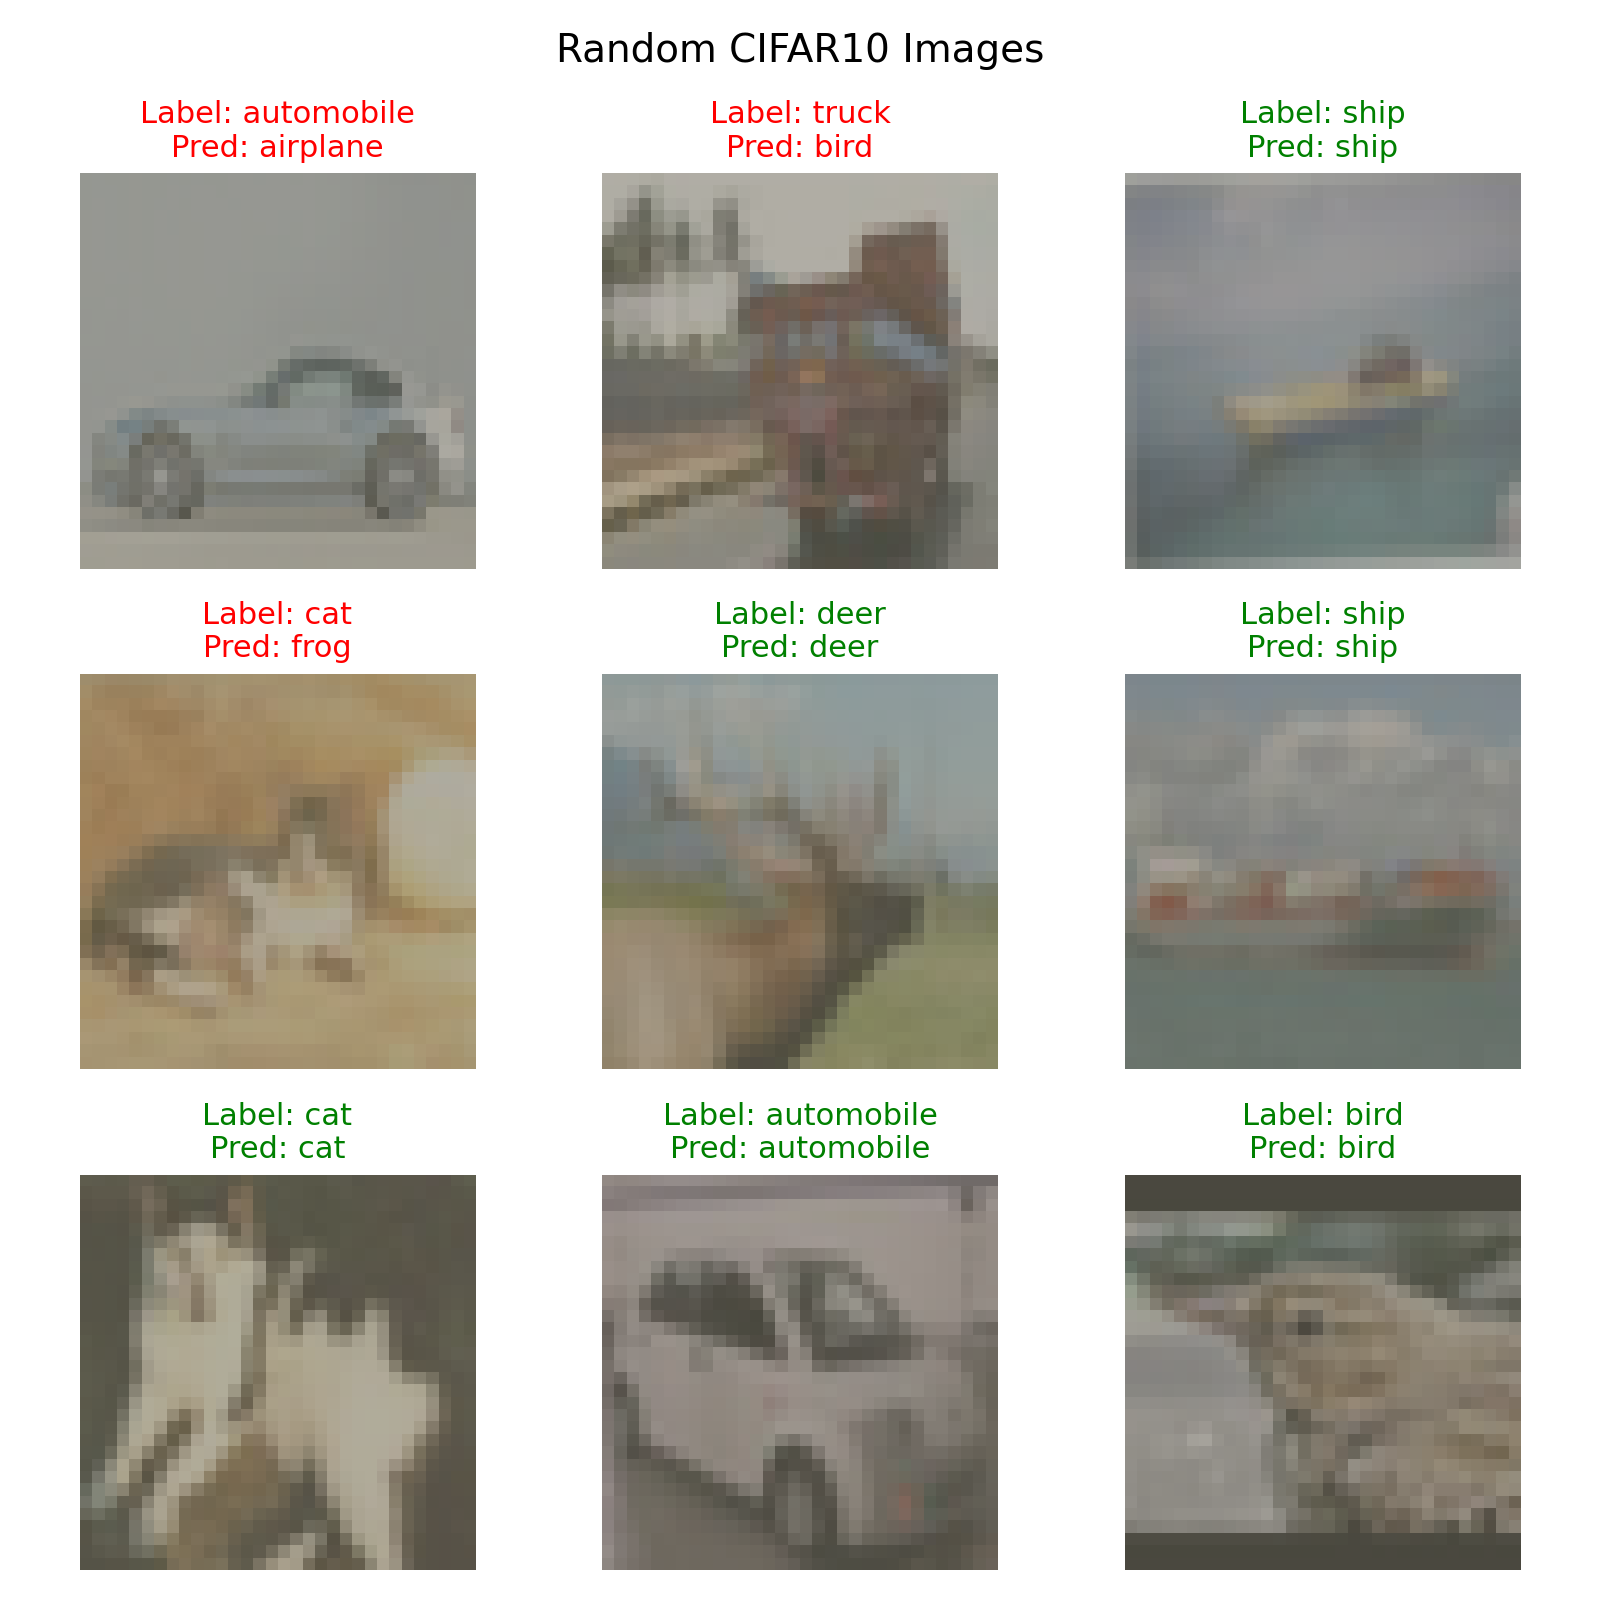 Random CIFAR10 Images
Label: automobile
Pred: airplane
Label: truck
Pred: bird
Label: ship
Pred: ship
Label: cat
Pred: frog
Label: deer
Pred: deer
Label: ship
Pred: ship
Label: cat
Pred: cat
Label: automobile
Pred: automobile
Label: bird
Pred: bird